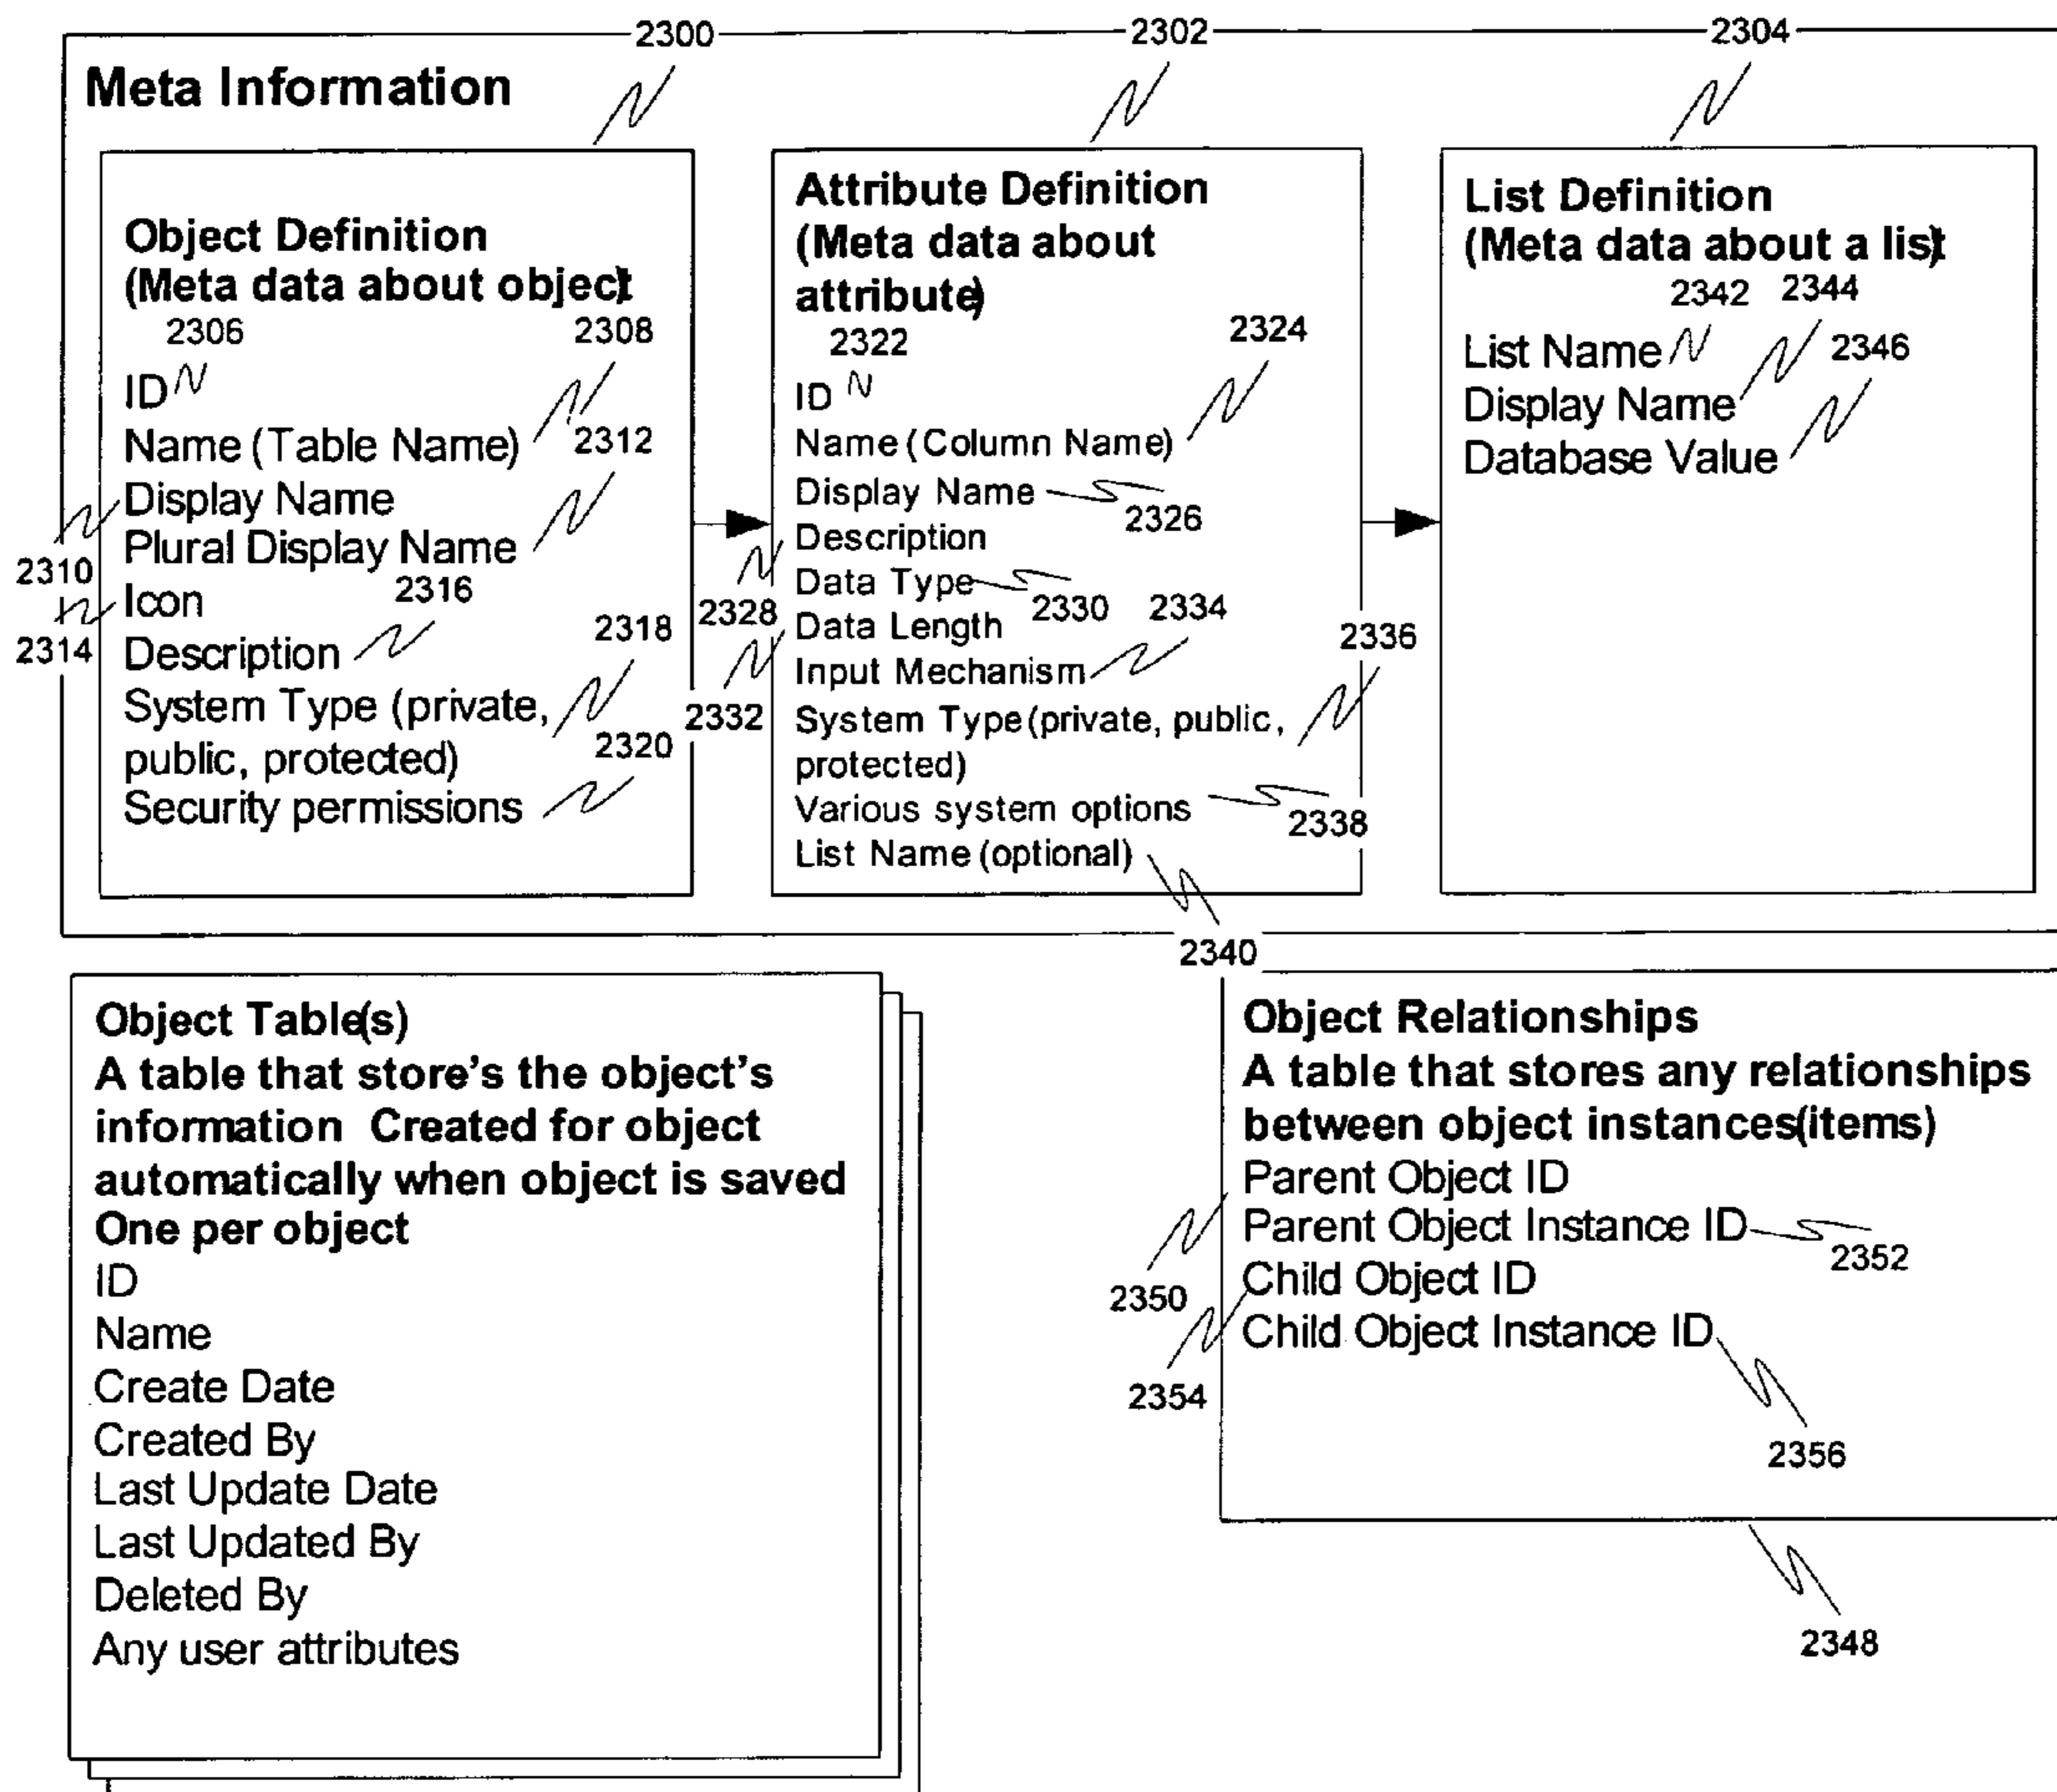 2300
2302
2304
Meta Information
Object Definition
(Meta data about object)
2306
2308
ID
Name (Table Name)
2312
Display Name
Plural Display Name
2310
2316
Icon
2314
2318
Description
System Type (private,
2320
public, protected)
Security permissions
Attribute Definition
(Meta data about
attribute)
2322
2324
ID
Name (Column Name)
Display Name
2326
Description
Data Type
2328
2330
2334
Data Length
2336
Input Mechanism
2332
System Type (private, public,
protected)
Various system options
2338
List Name (optional)
2340
List Definition
(Meta data about a list)
2342
2344
List Name
2346
Display Name
Database Value
Object Table(s)
A table that store's the object's
information Created for object
automatically when object is saved
One per object
ID
Name
Create Date
Created By
Last Update Date
Last Updated By
Deleted By
Any user attributes
Object Relationships
A table that stores any relationships
between object instances(items)
Parent Object ID
Parent Object Instance ID
2352
2350
Child Object ID
Child Object Instance ID
2354
2356
2348